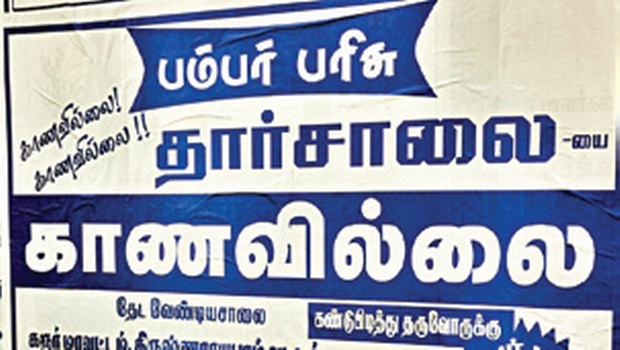 பம்பர் பரிசு
காணவில்லை!
காணவில்லை!!
தார்சாலை -யை
காணவில்லை
தேட வேண்டியசாலை
கண்டுபிடித்து தருவோருக்கு